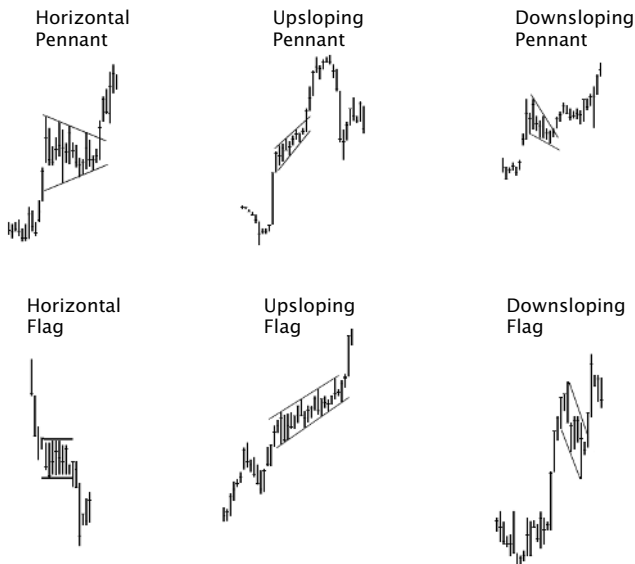 Horizontal
Pennant
Upsloping
Pennant
Downsloping
Pennant
Horizontal
Flag
Upsloping
Flag
Downsloping
Flag